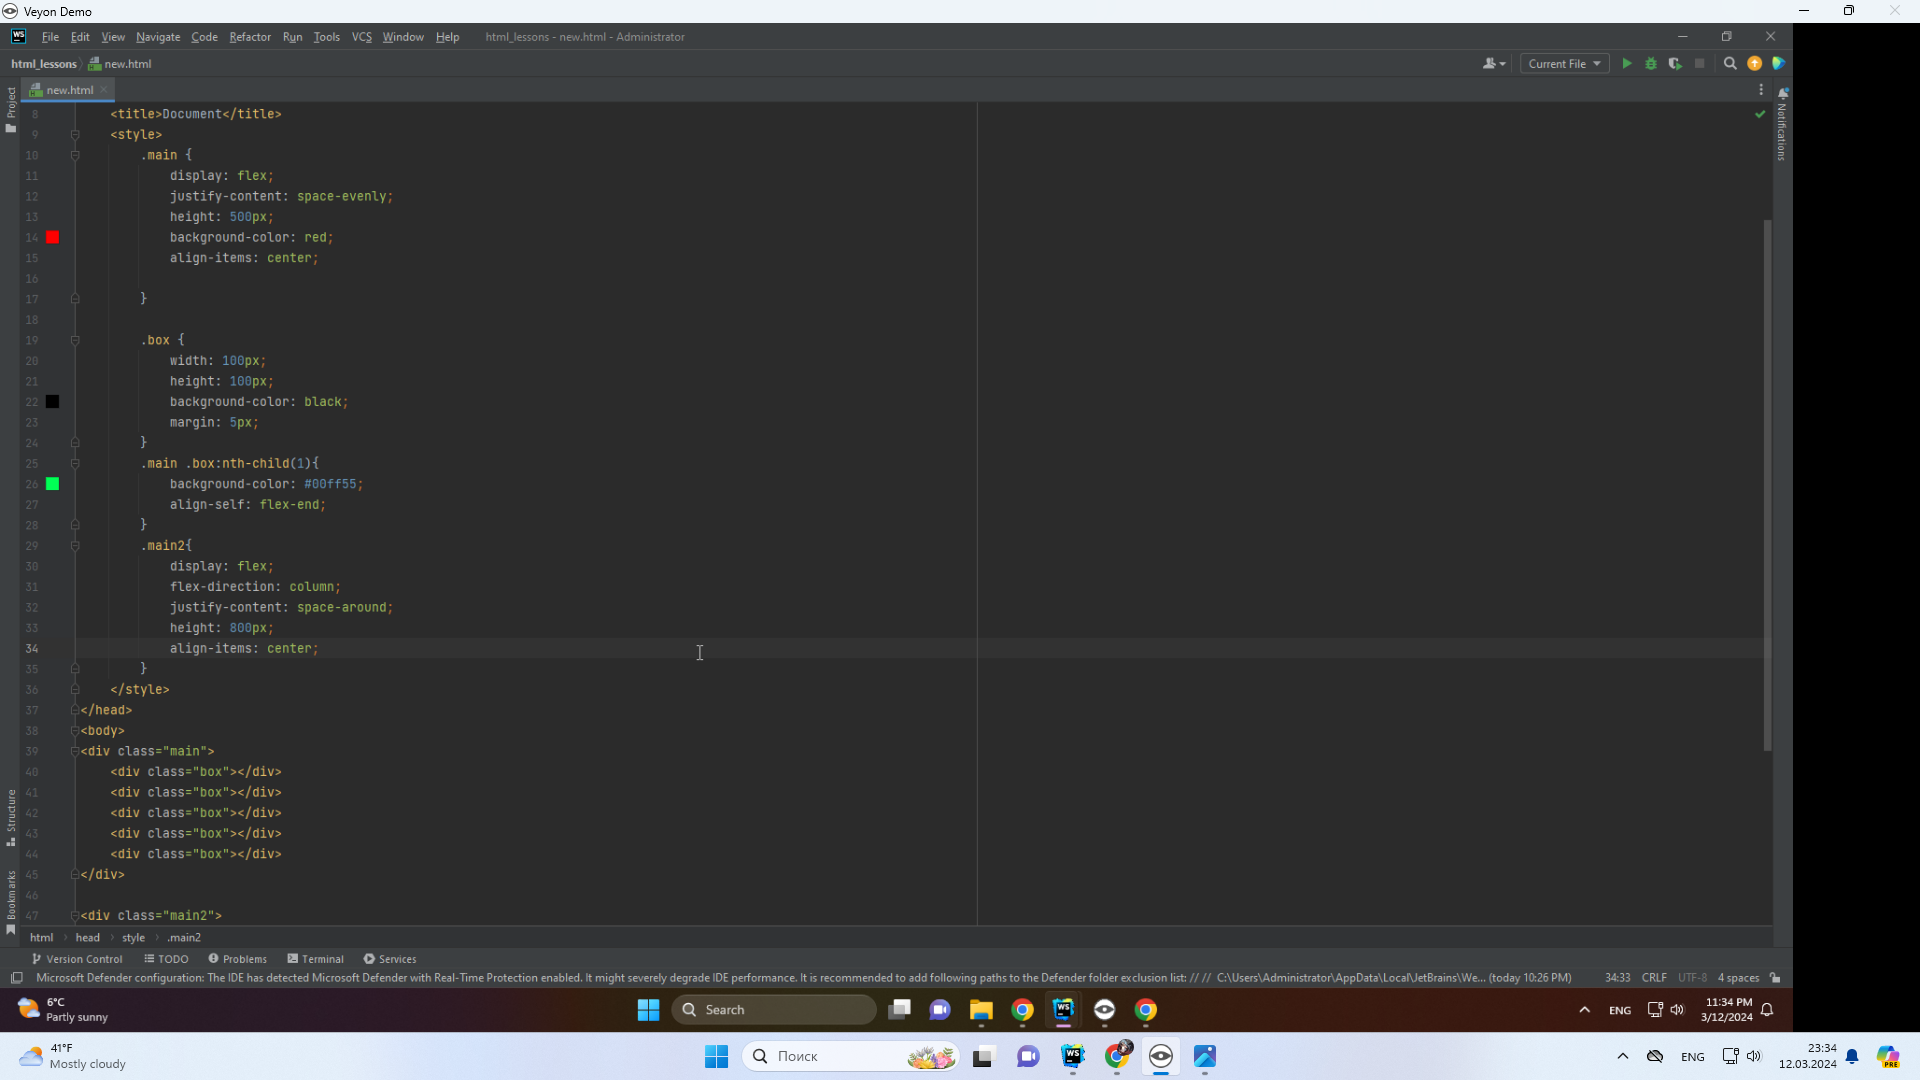 Veyon Demo
WS File Edit View Navigate Code Refactor Run Tools VCS Window Help html_lessons - new.html - Administrator
html_lessons new.html Current File
Project new.html Notifications
8 <title>Document</title>
9 <style>
10 .main {
11 display: flex;
12 justify-content: space-evenly;
13 height: 500px;
14 background-color: red;
15 align-items: center;
16
17 }
18
19 .box {
20 width: 100px;
21 height: 100px;
22 background-color: black;
23 margin: 5px;
24 }
25 .main .box:nth-child(1){
26 background-color: #00ff55;
27 align-self: flex-end;
28 }
29 .main2{
30 display: flex;
31 flex-direction: column;
32 justify-content: space-around;
33 height: 800px;
34 align-items: center;
35 }
36 </style>
37 </head>
38 <body>
39 <div class="main">
40 <div class="box"></div>
41 <div class="box"></div>
42 <div class="box"></div>
43 <div class="box"></div>
44 <div class="box"></div>
45 </div>
46
47 <div class="main2">
Structure
Bookmarks
html head style .main2
Version Control TODO Problems Terminal Services
Microsoft Defender configuration: The IDE has detected Microsoft Defender with Real-Time Protection enabled. It might severely degrade IDE performance. It is recommended to add following paths to the Defender folder exclusion list: // // C:\Users\Administrator\AppData\Local\JetBrains\We... (today 10:26 PM) 34:33 CRLF UTF-8 4 spaces
6°C
Partly sunny
Search
WS
ENG
11:34 PM
3/12/2024
41°F
Mostly cloudy
Поиск
WS
ENG
23:34
12.03.2024
PRE